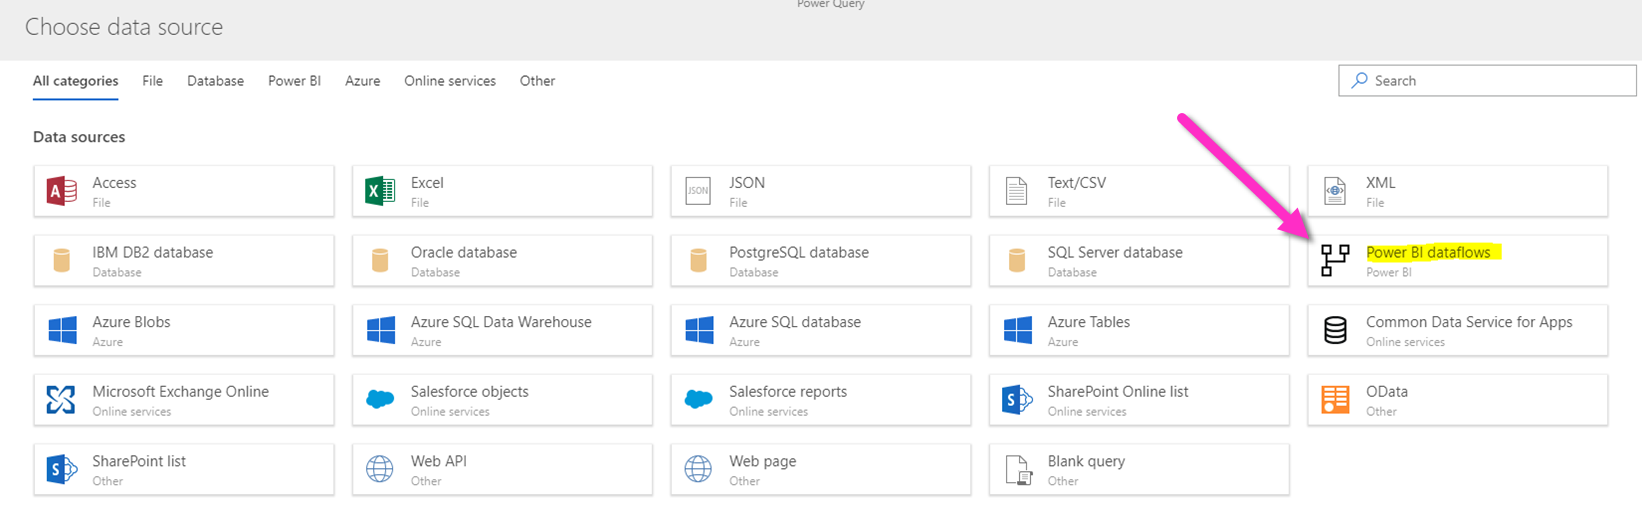 Power Query
Choose data source
All categories File Database Power BI Azure Online services Other Search
Data sources
Access Excel JSON Text/CSV XML
File File JSON File File File
IBM DB2 database Oracle database PostgreSQL database SQL Server database Power BI dataflows
Database Database Database Database Power BI
Azure Blobs Azure SQL Data Warehouse Azure SQL database Azure Tables Common Data Service for Apps
Azure Azure Azure Azure Online services
Microsoft Exchange Online Salesforce objects Salesforce reports SharePoint Online list OData
Online services Online services Online services Online services Other
SharePoint list Web API Web page Blank query
Other Other Other Other